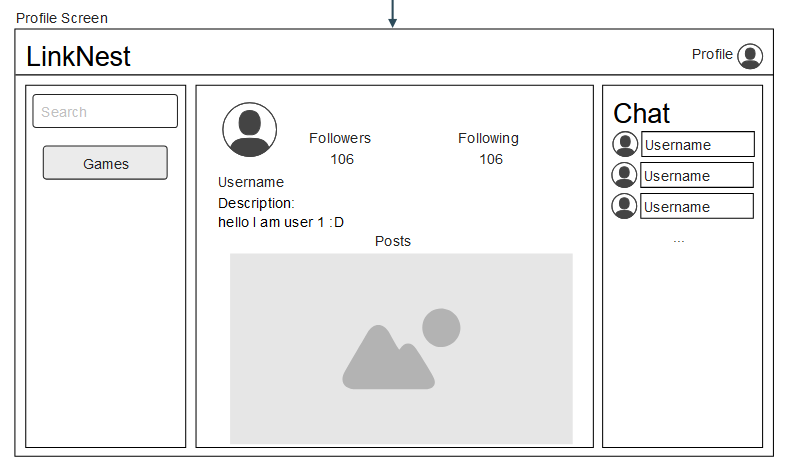 Profile Screen
LinkNest
Profile
Search
Games
Followers
106
Following
106
Username
Description:
hello I am user 1 :D
Posts
Chat
Username
Username
Username
...